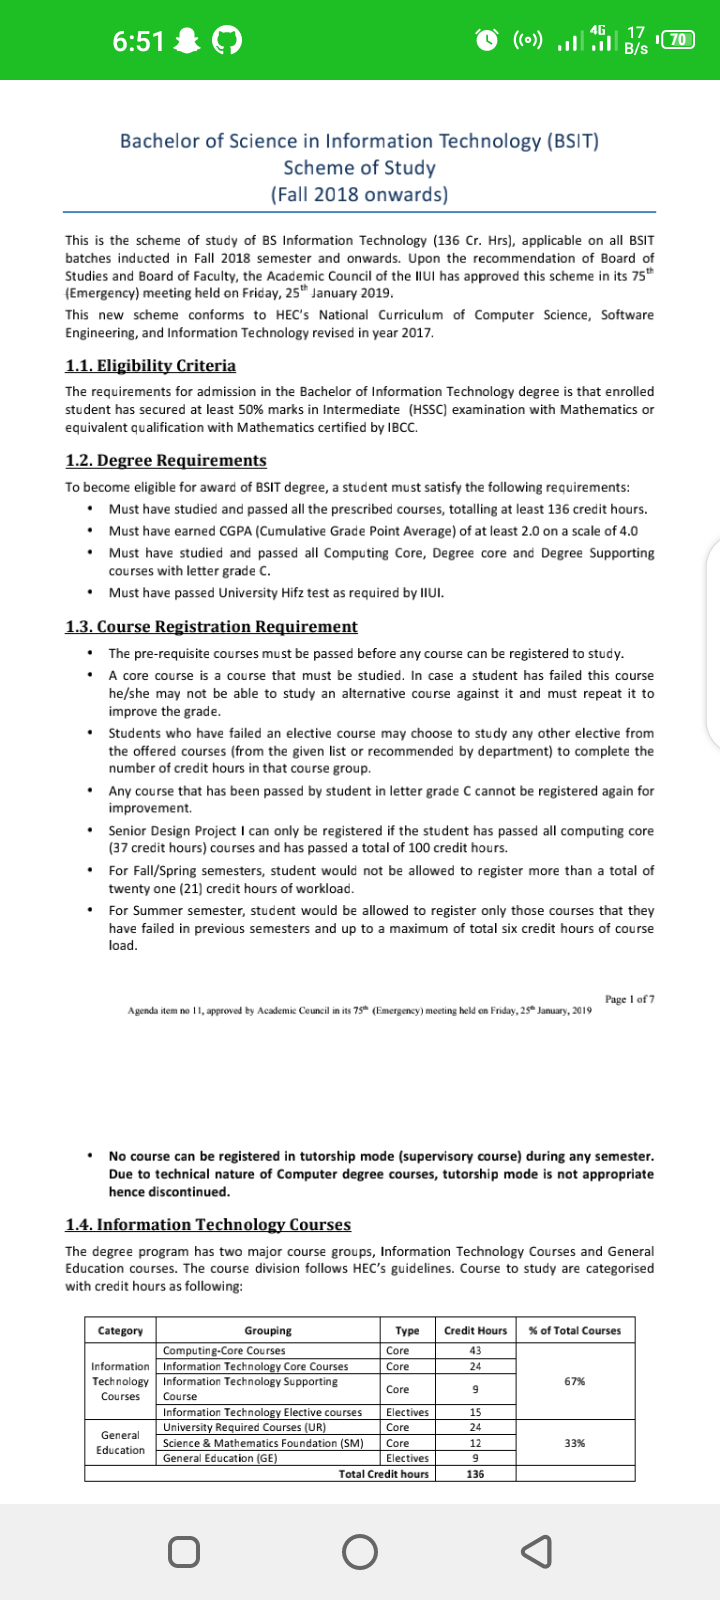 6:51
4G 17 B/s 70
Bachelor of Science in Information Technology (BSIT)
Scheme of Study
(Fall 2018 onwards)
This is the scheme of study of BS Information Technology (136 Cr. Hrs), applicable on all BSIT
batches inducted in Fall 2018 semester and onwards. Upon the recommendation of Board of
Studies and Board of Faculty, the Academic Council of the IIUI has approved this scheme in its 75th
(Emergency) meeting held on Friday, 25th January 2019.
This new scheme conforms to HEC's National Curriculum of Computer Science, Software
Engineering, and Information Technology revised in year 2017.
1.1. Eligibility Criteria
The requirements for admission in the Bachelor of Information Technology degree is that enrolled
student has secured at least 50% marks in Intermediate (HSSC) examination with Mathematics or
equivalent qualification with Mathematics certified by IBCC.
1.2. Degree Requirements
To become eligible for award of BSIT degree, a student must satisfy the following requirements:
• Must have studied and passed all the prescribed courses, totalling at least 136 credit hours.
• Must have earned CGPA (Cumulative Grade Point Average) of at least 2.0 on a scale of 4.0
• Must have studied and passed all Computing Core, Degree core and Degree Supporting
courses with letter grade C.
• Must have passed University Hifz test as required by IIUI.
1.3. Course Registration Requirement
• The pre-requisite courses must be passed before any course can be registered to study.
• A core course is a course that must be studied. In case a student has failed this course
he/she may not be able to study an alternative course against it and must repeat it to
improve the grade.
• Students who have failed an elective course may choose to study any other elective from
the offered courses (from the given list or recommended by department) to complete the
number of credit hours in that course group.
• Any course that has been passed by student in letter grade C cannot be registered again for
improvement.
• Senior Design Project I can only be registered if the student has passed all computing core
(37 credit hours) courses and has passed a total of 100 credit hours.
• For Fall/Spring semesters, student would not be allowed to register more than a total of
twenty one (21) credit hours of workload.
• For Summer semester, student would be allowed to register only those courses that they
have failed in previous semesters and up to a maximum of total six credit hours of course
load.
Page 1 of 7
Agenda item no 11, approved by Academic Council in its 75th (Emergency) meeting held on Friday, 25th January, 2019
• No course can be registered in tutorship mode (supervisory course) during any semester.
Due to technical nature of Computer degree courses, tutorship mode is not appropriate
hence discontinued.
1.4. Information Technology Courses
The degree program has two major course groups, Information Technology Courses and General
Education courses. The course division follows HEC's guidelines. Course to study are categorised
with credit hours as following:
Category Grouping Type Credit Hours % of Total Courses
Information Technology Courses
Computing-Core Courses Core 43
Information Technology Core Courses Core 24
Information Technology Supporting Course Core 9
Information Technology Elective courses Electives 15
67%
General Education
University Required Courses (UR) Core 24
Science & Mathematics Foundation (SM) Core 12
General Education (GE) Electives 9
33%
Total Credit hours 136